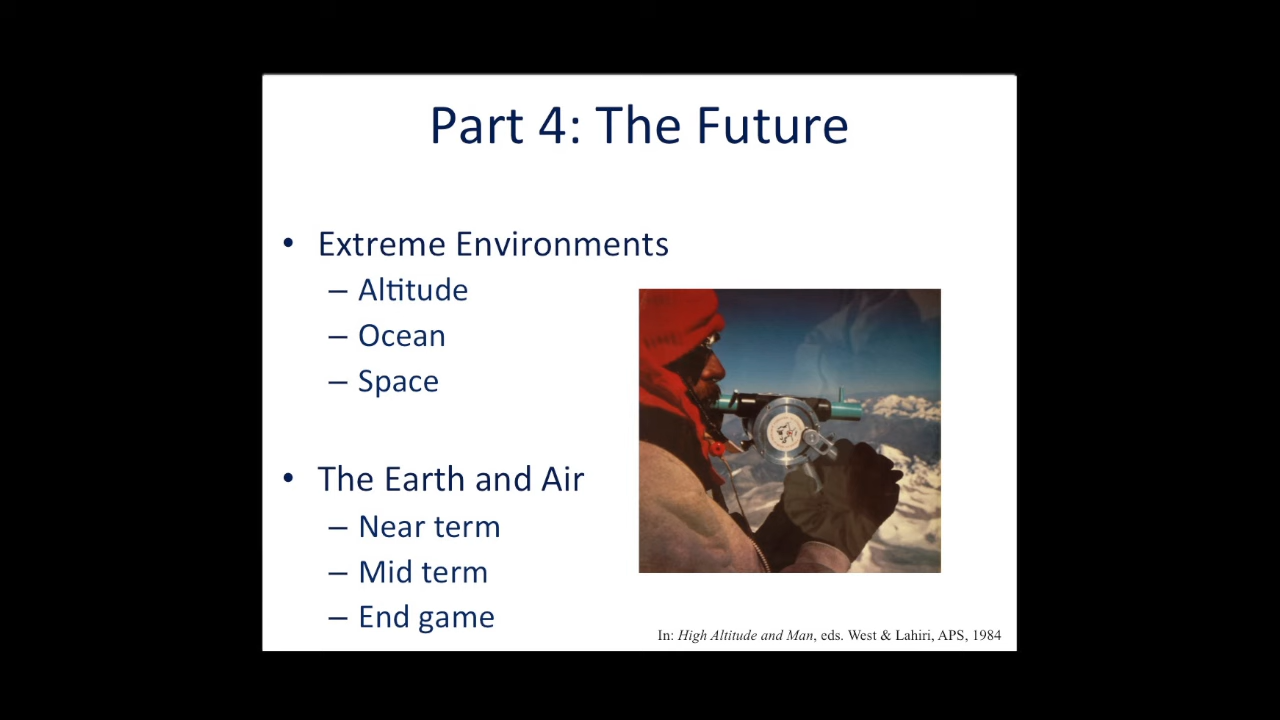 Part 4: The Future
• Extreme Environments
– Altitude
– Ocean
– Space
• The Earth and Air
– Near term
– Mid term
– End game
In: High Altitude and Man, eds. West & Lahiri, APS, 1984